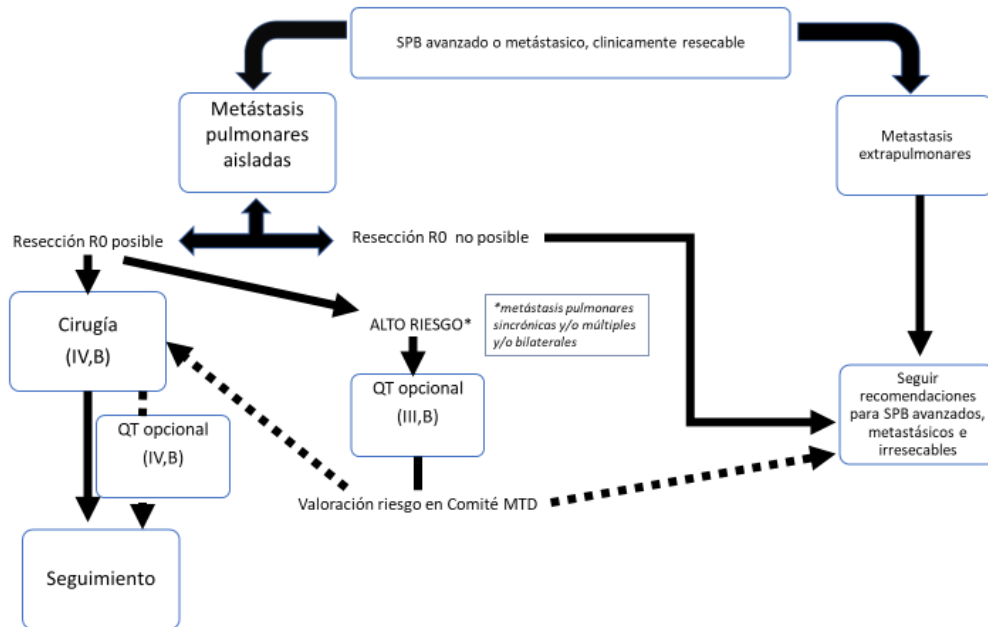 SPB avanzado o metástasico, clinicamente resecable
Metástasis
pulmonares
aisladas
Metastasis
extrapulmonares
Resección R0 posible
Resección R0 no posible
Cirugía
(IV,B)
ALTO RIESGO*
*metástasis pulmonares
sincrónicas y/o múltiples
y/o bilaterales
QT opcional
(III,B)
Seguir
recomendaciones
para SPB avanzados,
metastásicos e
irresecables
QT opcional
(IV,B)
Valoración riesgo en Comité MTD
Seguimiento